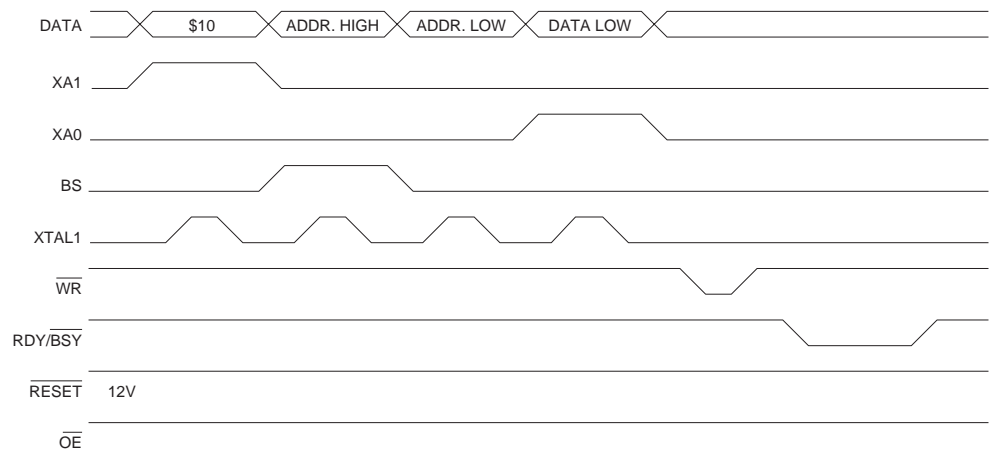 DATA $10 ADDR. HIGH ADDR. LOW DATA LOW
XA1
XA0
BS
XTAL1
WR
RDY/BSY
RESET 12V
OE